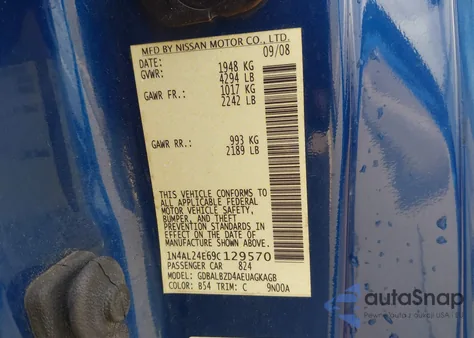 MFD BY NISSAN MOTOR CO., LTD.
DATE: 09/08
GVWR: 1948 KG
4294 LB
GAWR FR.: 1017 KG
2242 LB
GAWR RR.: 993 KG
2189 LB
THIS VEHICLE CONFORMS TO
ALL APPLICABLE FEDERAL
MOTOR VEHICLE SAFETY,
BUMPER, AND THEFT
PREVENTION STANDARDS IN
EFFECT ON THE DATE OF
MANUFACTURE SHOWN ABOVE.
1N4AL24E69C129570
PASSENGER CAR 824
MODEL: GDBALBZD4AEUAGKAGB
COLOR: B54 TRIM: C 9N00A
autoSnap